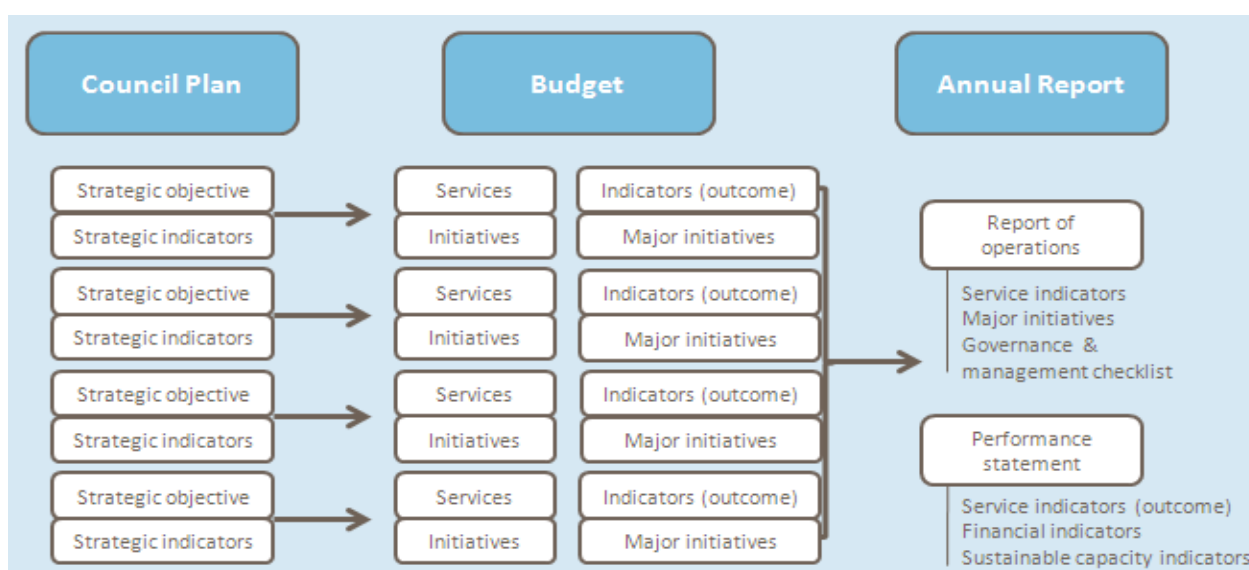 Council Plan
Budget
Annual Report
Strategic objective
Strategic indicators
Services
Initiatives
Indicators (outcome)
Major initiatives
Strategic objective
Strategic indicators
Services
Initiatives
Indicators (outcome)
Major initiatives
Strategic objective
Strategic indicators
Services
Initiatives
Indicators (outcome)
Major initiatives
Strategic objective
Strategic indicators
Services
Initiatives
Indicators (outcome)
Major initiatives
Report of
operations
Service indicators
Major initiatives
Governance &
management checklist
Performance
statement
Service indicators (outcome)
Financial indicators
Sustainable capacity indicators